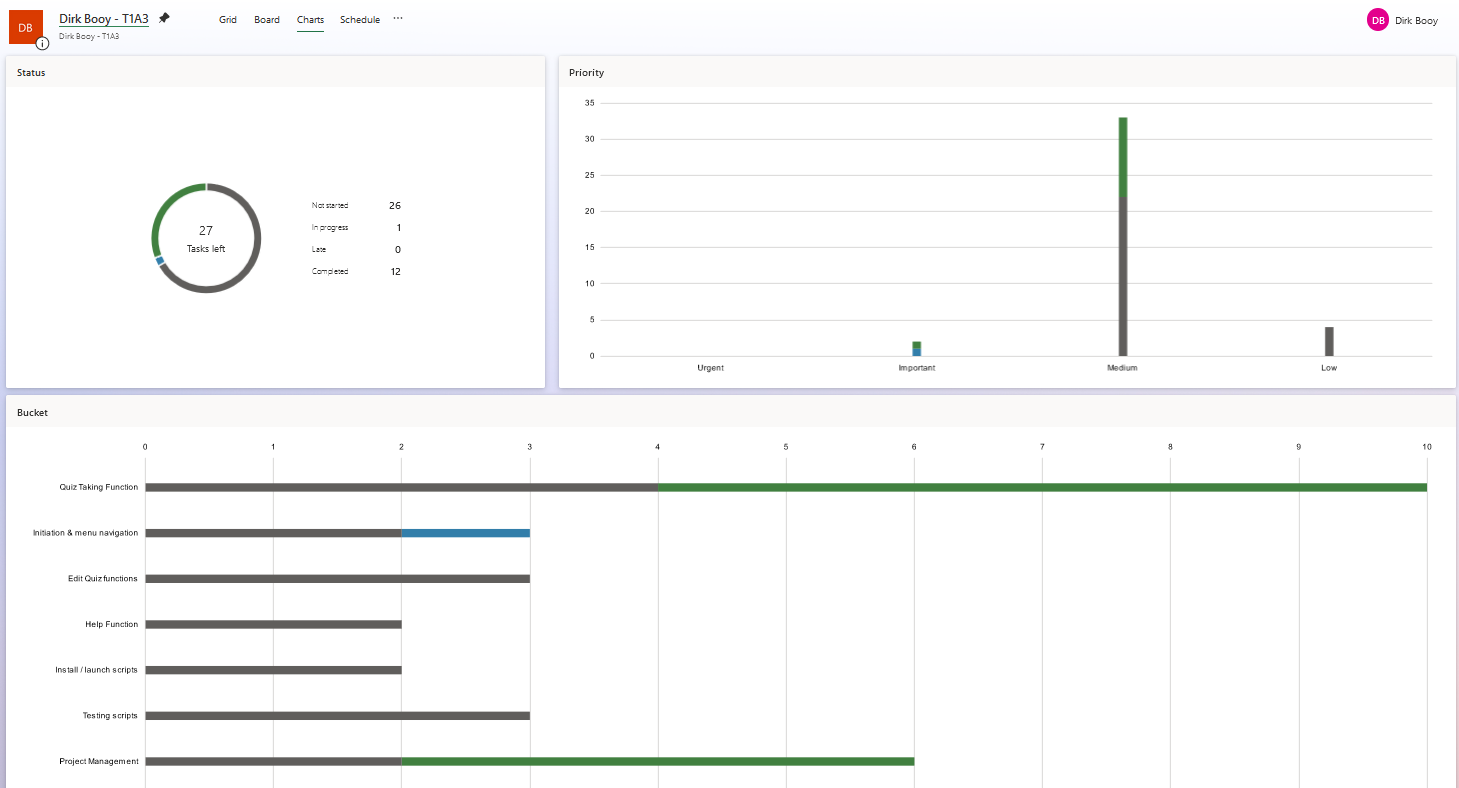 DB
Dirk Booy - T1A3
Dirk Booy - T1A3
Grid Board Charts Schedule ...
DB Dirk Booy
Status
27
Tasks left
Not started 26
In progress 1
Late 0
Completed 12
Priority
35
30
25
20
15
10
5
0
Urgent Important Medium Low
Bucket
0 1 2 3 4 5 6 7 8 9 10
Quiz Taking Function
Initiation & menu navigation
Edit Quiz functions
Help Function
Install / launch scripts
Testing scripts
Project Management